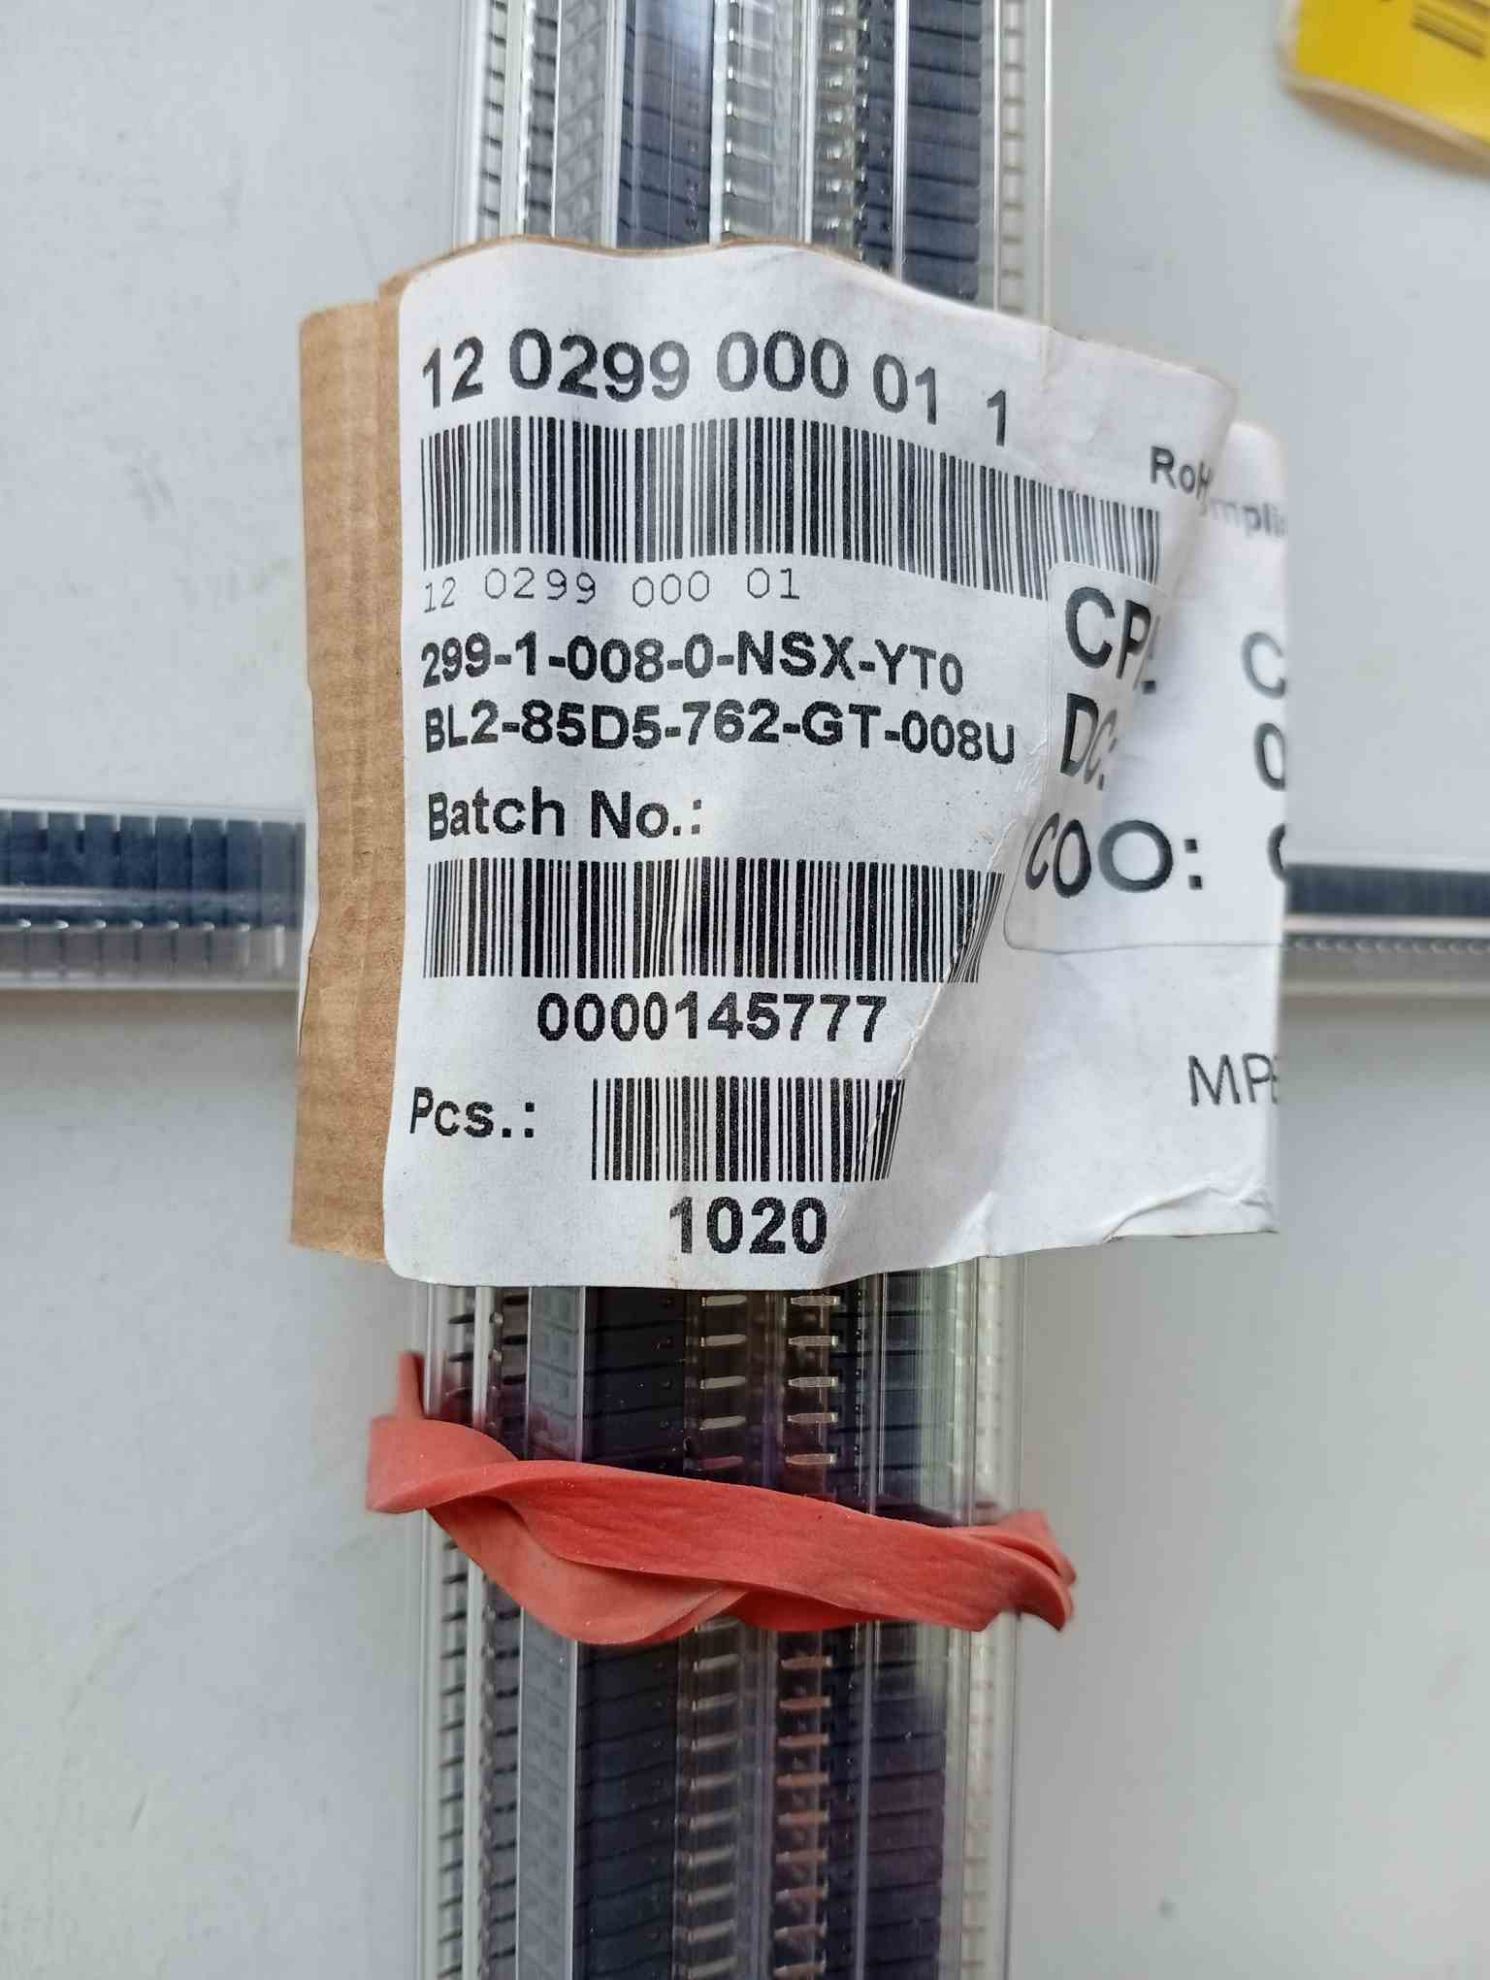 12 0299 000 01 1
12 0299 000 01
299-1-008-0-NSX-YT0
BL2-85D5-762-GT-008U
Batch No.:
0000145777
Pcs.:
1020
DC:
COO: